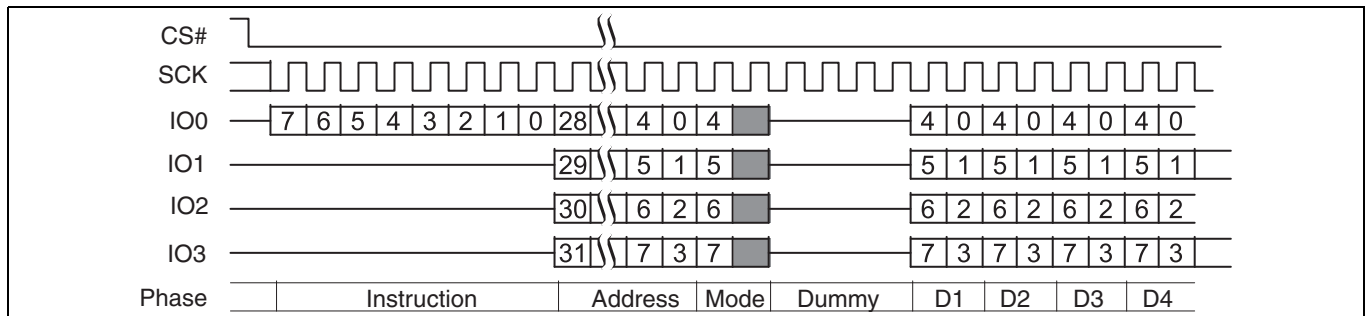 CS#
SCK
IO0 7 6 5 4 3 2 1 0 28 4 0 4 4 0 4 0 4 0 4 0
IO1 29 5 1 5 5 1 5 1 5 1 5 1
IO2 30 6 2 6 6 2 6 2 6 2 6 2
IO3 31 7 3 7 7 3 7 3 7 3 7 3
Phase Instruction Address Mode Dummy D1 D2 D3 D4